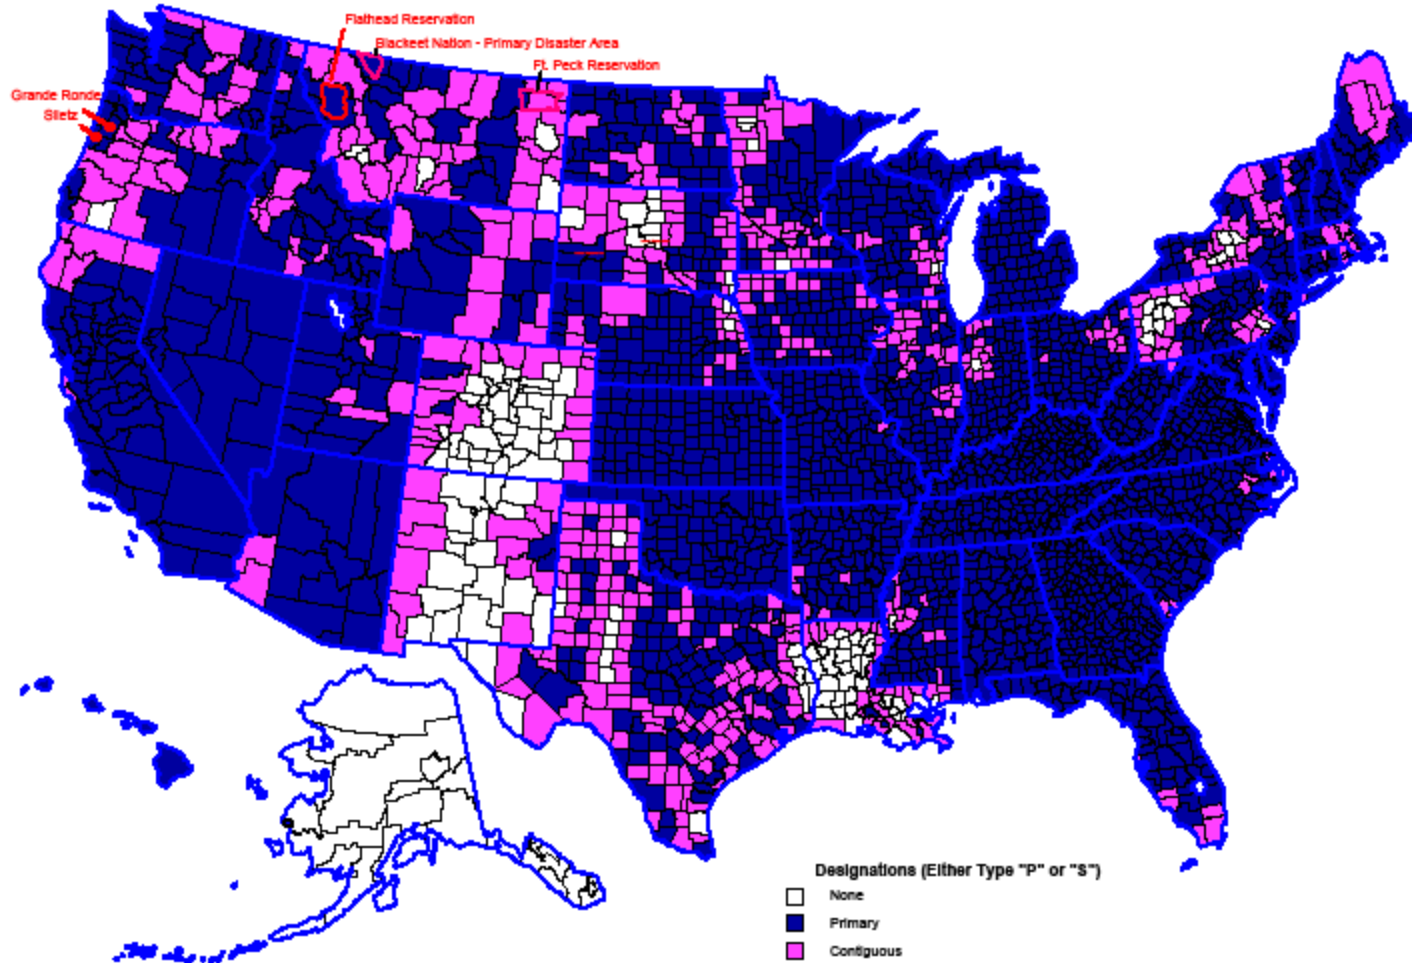 Flathead Reservation
Blackeet Nation - Primary Disaster Area
Ft. Peck Reservation
Grande Ronde
Siletz
Designations (Either Type "P" or "S")
None
Primary
Contiguous